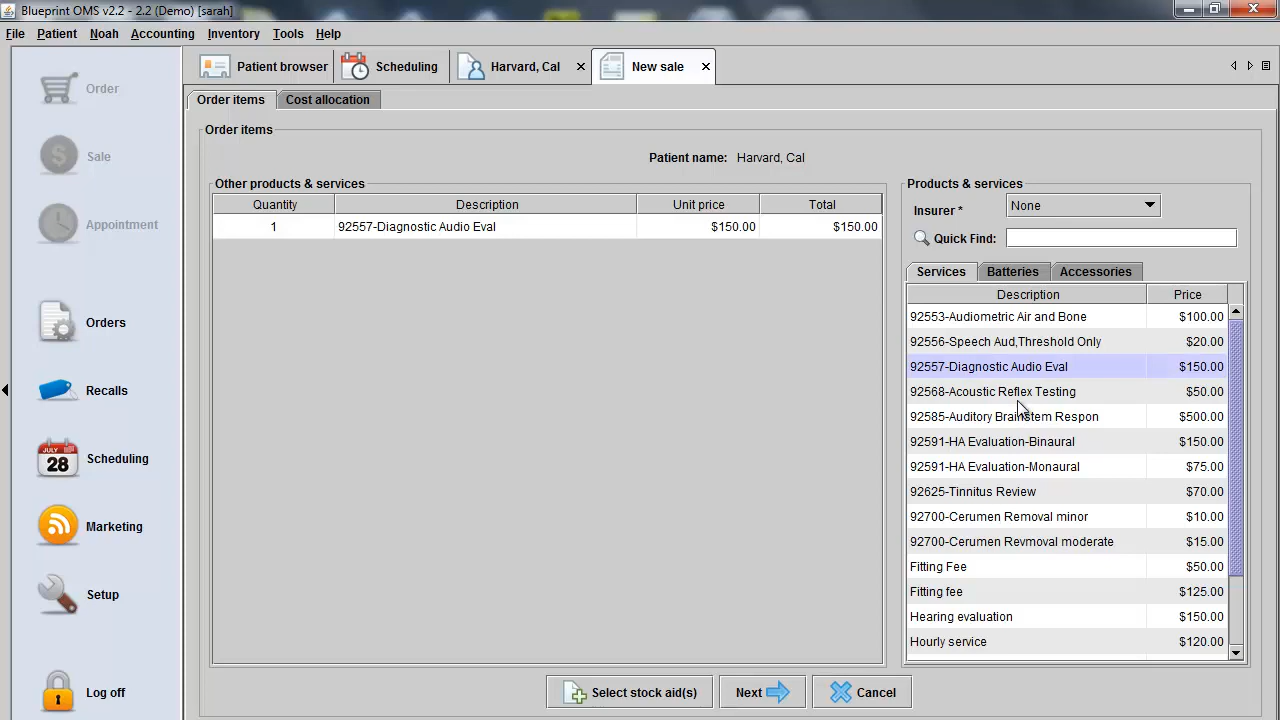 Blueprint OMS v2.2 - 2.2 (Demo) [sarah]
File Patient Noah Accounting Inventory Tools Help
Order
Sale
Appointment
Orders
Recalls
JULY
28
Scheduling
Marketing
Setup
Log off
Patient browser Scheduling Harvard, Cal New sale
Order items Cost allocation
Order items
Patient name: Harvard, Cal
Other products & services
Quantity Description Unit price Total
1 92557-Diagnostic Audio Eval $150.00 $150.00
Products & services
Insurer * None
Quick Find:
Services Batteries Accessories
Description Price
92553-Audiometric Air and Bone $100.00
92556-Speech Aud,Threshold Only $20.00
92557-Diagnostic Audio Eval $150.00
92568-Acoustic Reflex Testing $50.00
92585-Auditory Brainstem Respon $500.00
92591-HA Evaluation-Binaural $150.00
92591-HA Evaluation-Monaural $75.00
92625-Tinnitus Review $70.00
92700-Cerumen Removal minor $10.00
92700-Cerumen Revmoval moderate $15.00
Fitting Fee $50.00
Fitting fee $125.00
Hearing evaluation $150.00
Hourly service $120.00
Select stock aid(s) Next Cancel